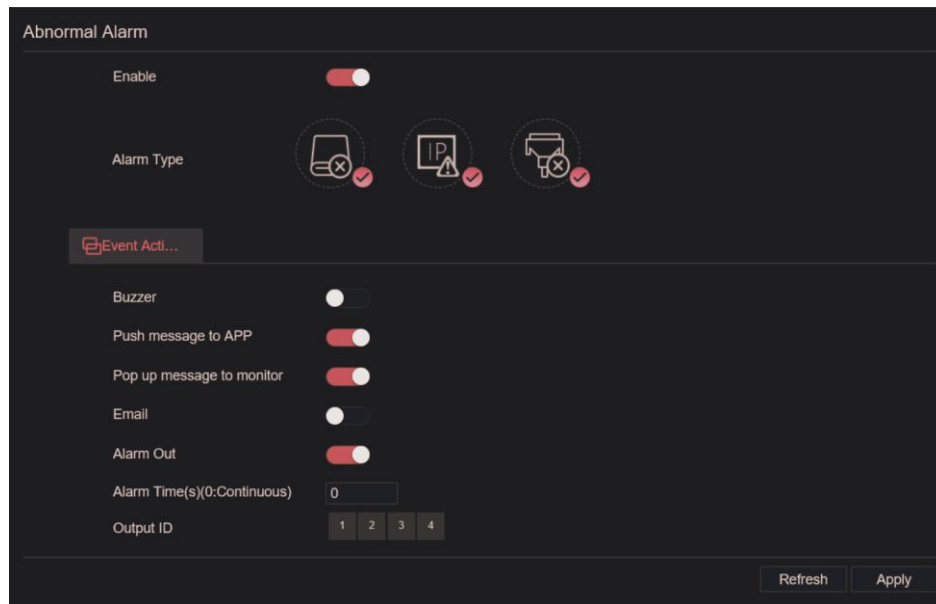 Abnormal Alarm
Enable
Alarm Type
IP
Event Acti...
Buzzer
Push message to APP
Pop up message to monitor
Email
Alarm Out
Alarm Time(s)(0:Continuous) 0
Output ID 1 2 3 4
Refresh Apply